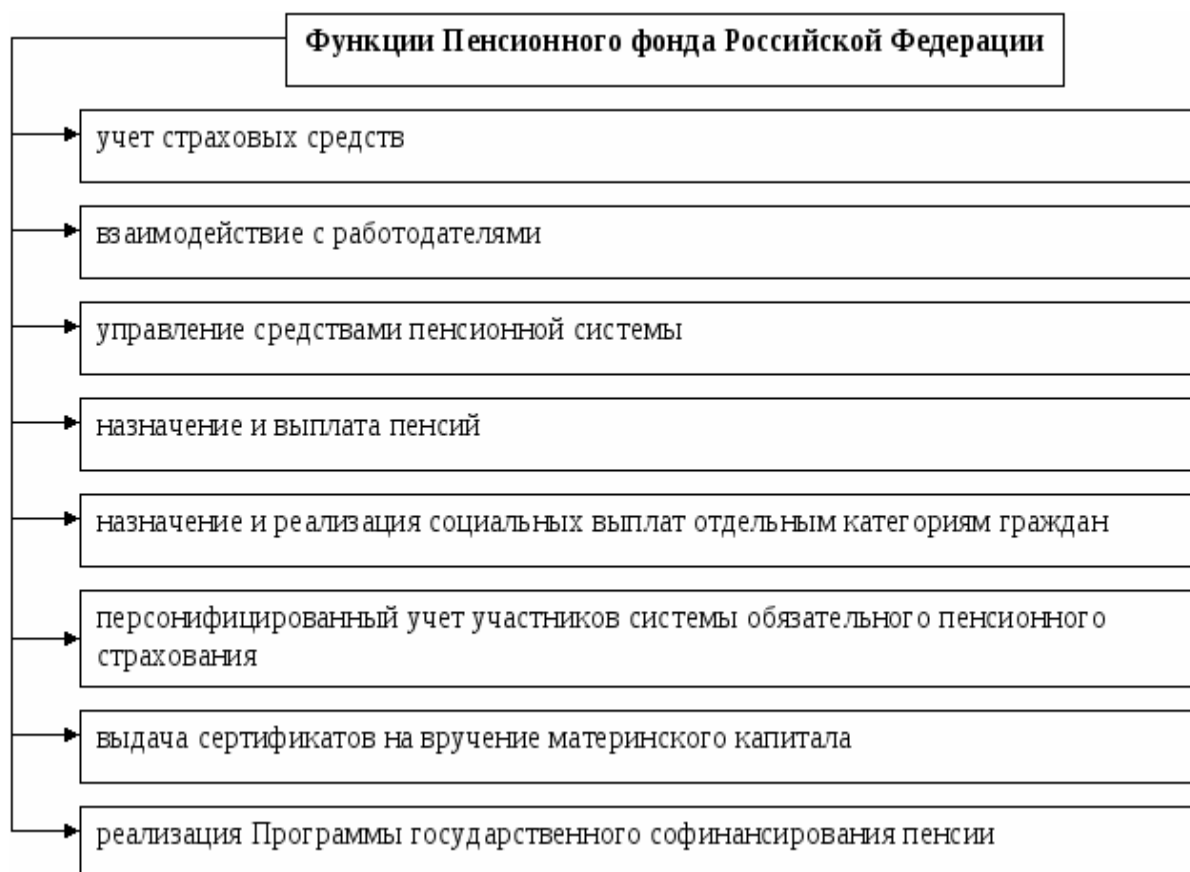 Функции Пенсионного фонда Российской Федерации
учет страховых средств
взаимодействие с работодателями
управление средствами пенсионной системы
назначение и выплата пенсий
назначение и реализация социальных выплат отдельным категориям граждан
персонифицированный учет участников системы обязательного пенсионного
страхования
выдача сертификатов на вручение материнского капитала
реализация Программы государственного софинансирования пенсии